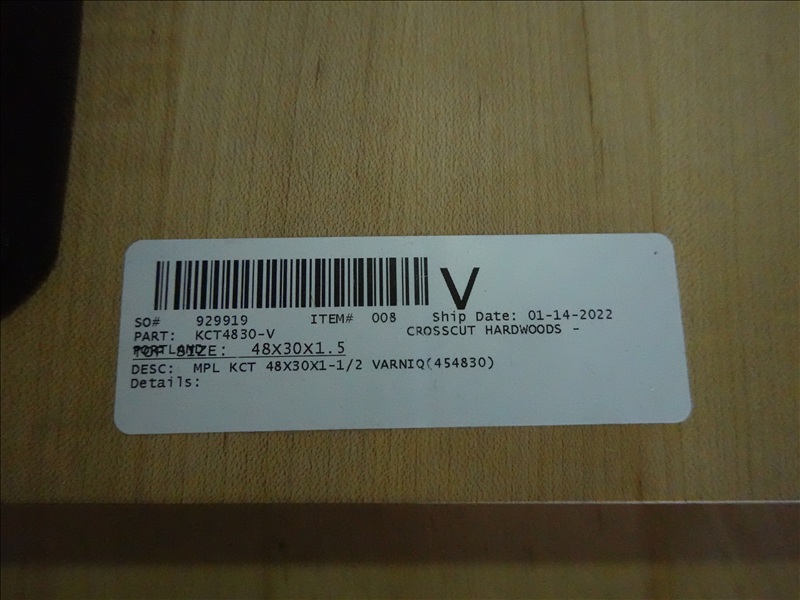 V
SO# 929919 ITEM# 008 Ship Date: 01-14-2022
PART: KCT4830-V CROSSCUT HARDWOODS -
PORTLAND
TOP SIZE: 48X30X1.5
DESC: MPL KCT 48X30X1-1/2 VARNIQ(454830)
Details: